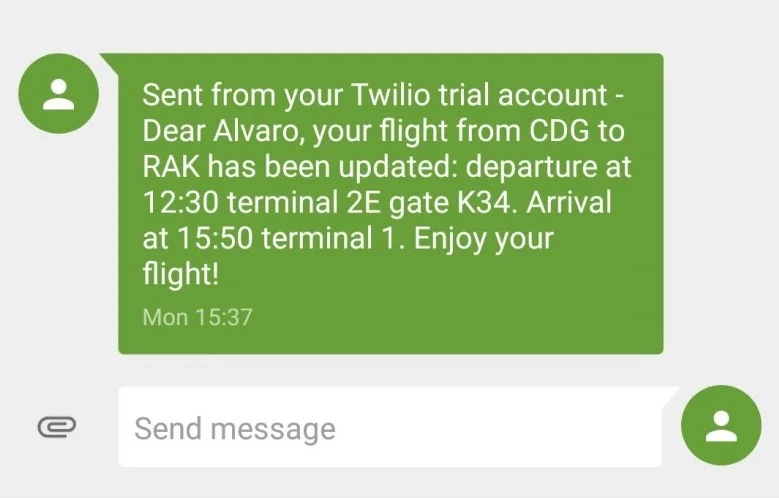 Sent from your Twilio trial account -
Dear Alvaro, your flight from CDG to
RAK has been updated: departure at
12:30 terminal 2E gate K34. Arrival
at 15:50 terminal 1. Enjoy your
flight!
Mon 15:37
Send message